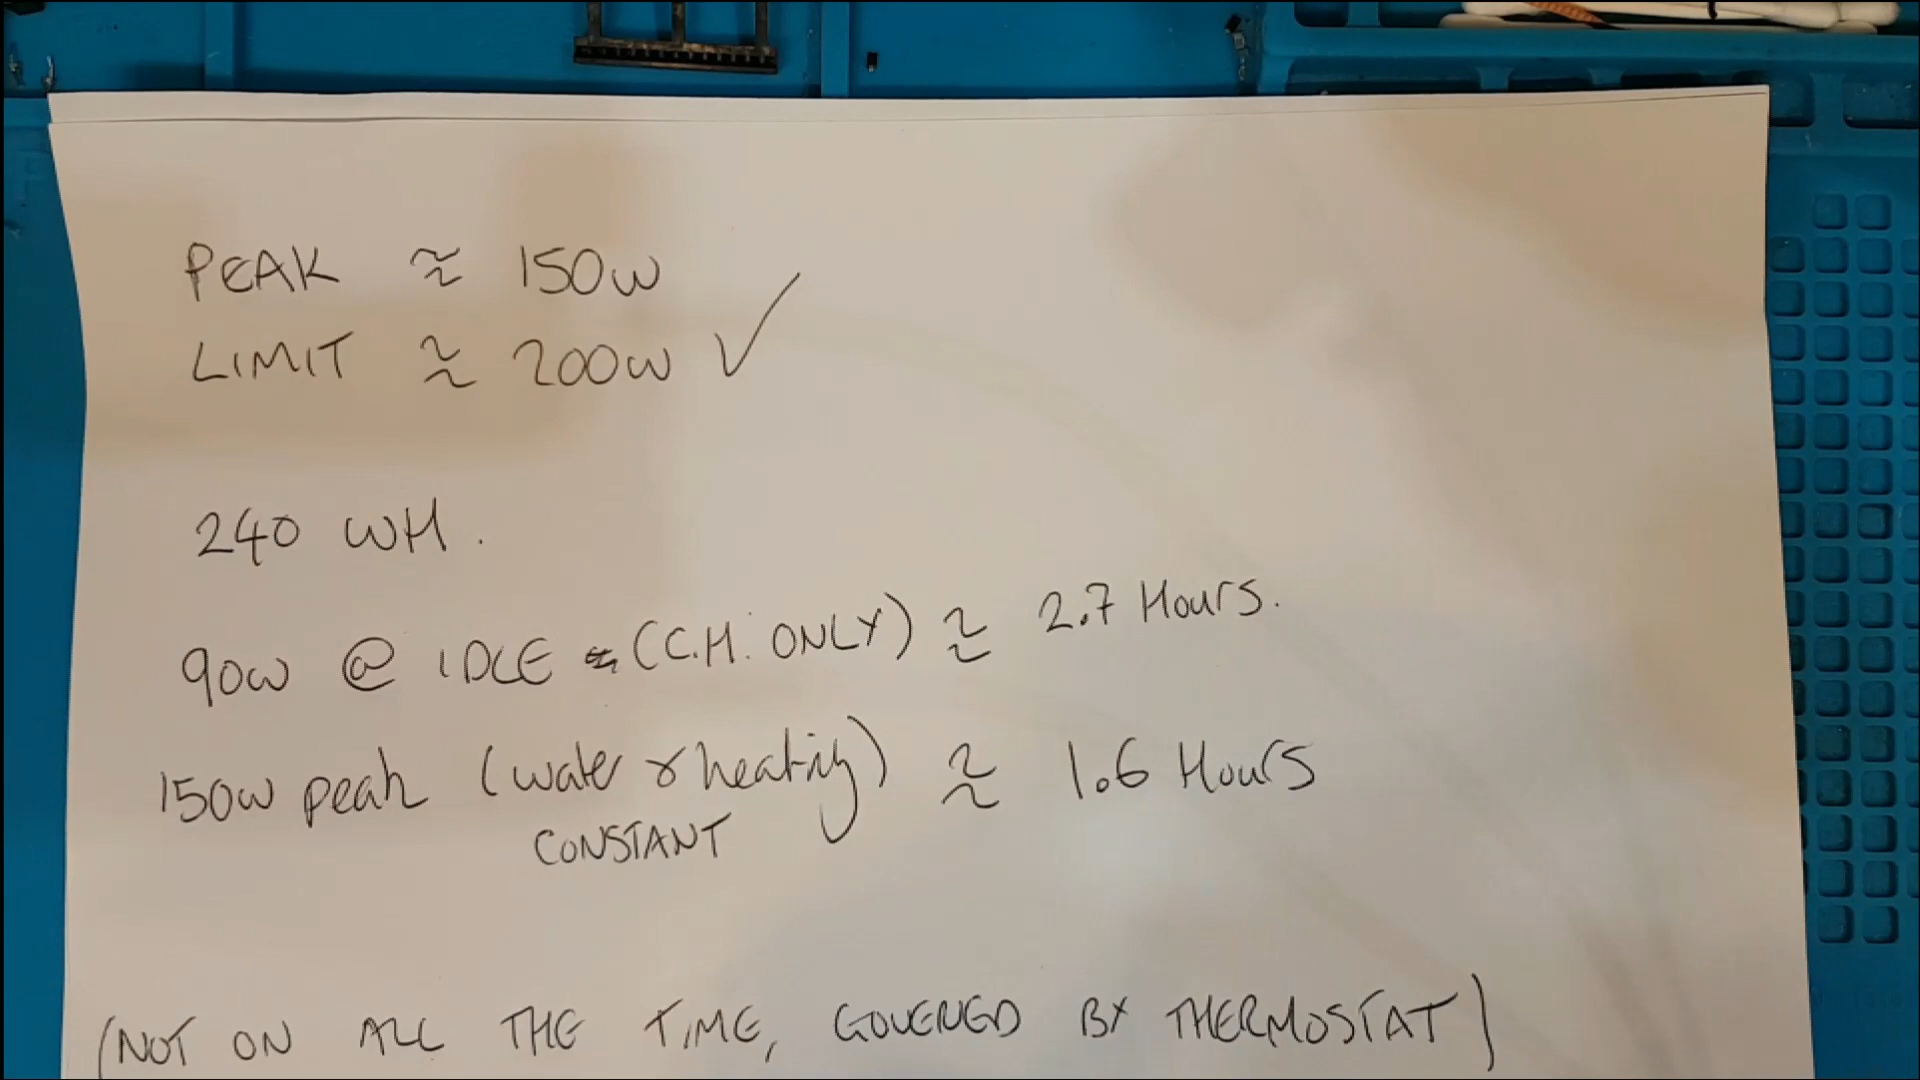 PEAK ≈ 150W
LIMIT ≈ 200W ✓
240 WH.
90W @ IDLE (C.H. ONLY) ≈ 2.7 Hours.
150W peak (water & heating) ≈ 1.6 Hours
CONSTANT
(NOT ON ALL THE TIME, GOVERNED BY THERMOSTAT)